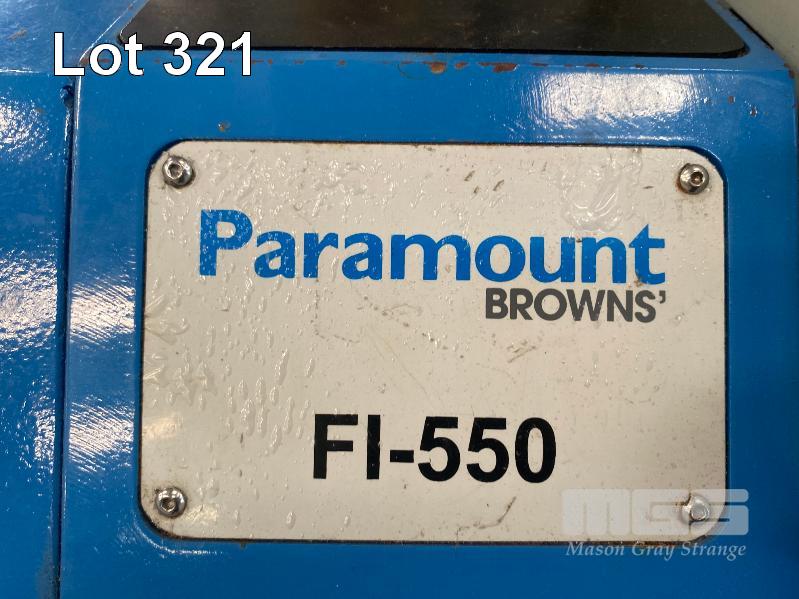 Lot 321
Paramount
BROWNS'
FI-550
MGS
Mason Gray Strange